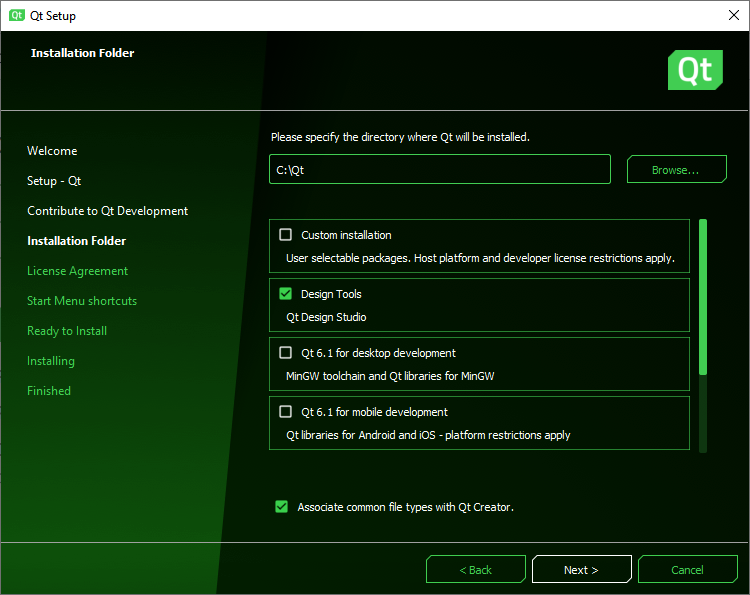 Qt Qt Setup
Installation Folder
Qt
Welcome
Setup - Qt
Contribute to Qt Development
Installation Folder
License Agreement
Start Menu shortcuts
Ready to Install
Installing
Finished
Please specify the directory where Qt will be installed.
C:\Qt
Browse...
Custom installation
User selectable packages. Host platform and developer license restrictions apply.
Design Tools
Qt Design Studio
Qt 6.1 for desktop development
MinGW toolchain and Qt libraries for MinGW
Qt 6.1 for mobile development
Qt libraries for Android and iOS - platform restrictions apply
Associate common file types with Qt Creator.
< Back
Next >
Cancel